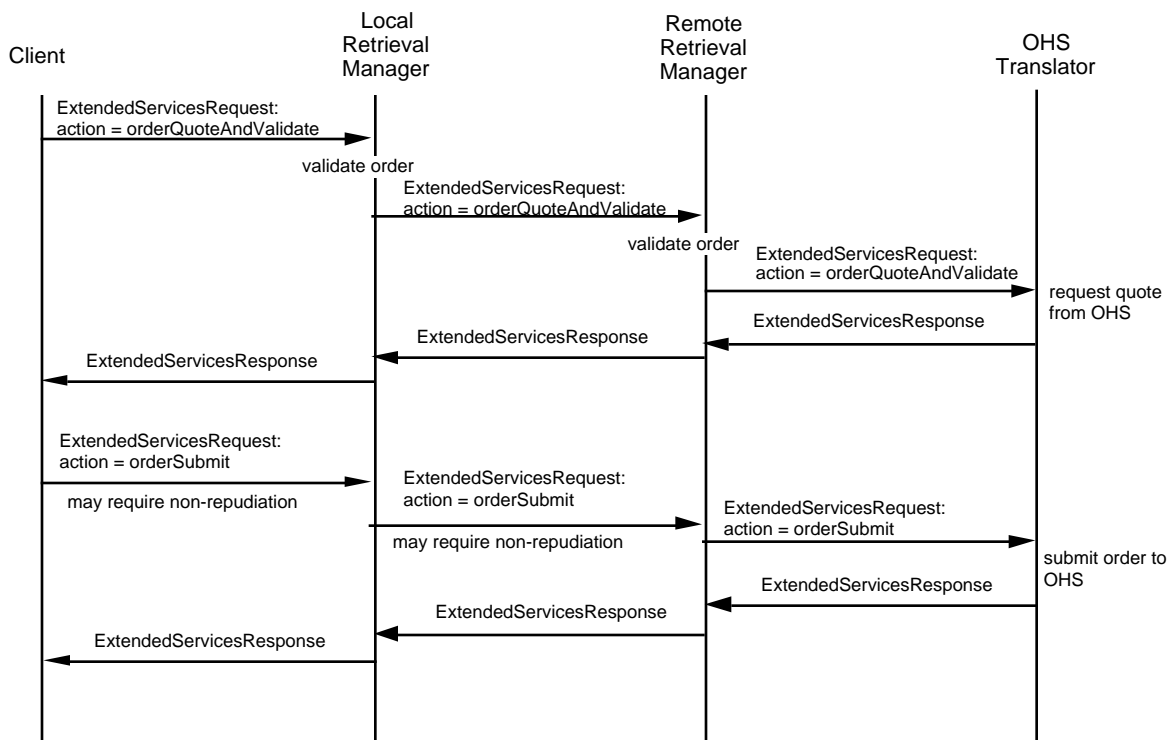 Client
Local
Retrieval
Manager
Remote
Retrieval
Manager
OHS
Translator
ExtendedServicesRequest:
action = orderQuoteAndValidate
validate order
ExtendedServicesRequest:
action = orderQuoteAndValidate
validate order
ExtendedServicesRequest:
action = orderQuoteAndValidate
request quote
from OHS
ExtendedServicesResponse
ExtendedServicesResponse
ExtendedServicesResponse
ExtendedServicesRequest:
action = orderSubmit
may require non-repudiation
ExtendedServicesRequest:
action = orderSubmit
may require non-repudiation
ExtendedServicesRequest:
action = orderSubmit
submit order to
OHS
ExtendedServicesResponse
ExtendedServicesResponse
ExtendedServicesResponse